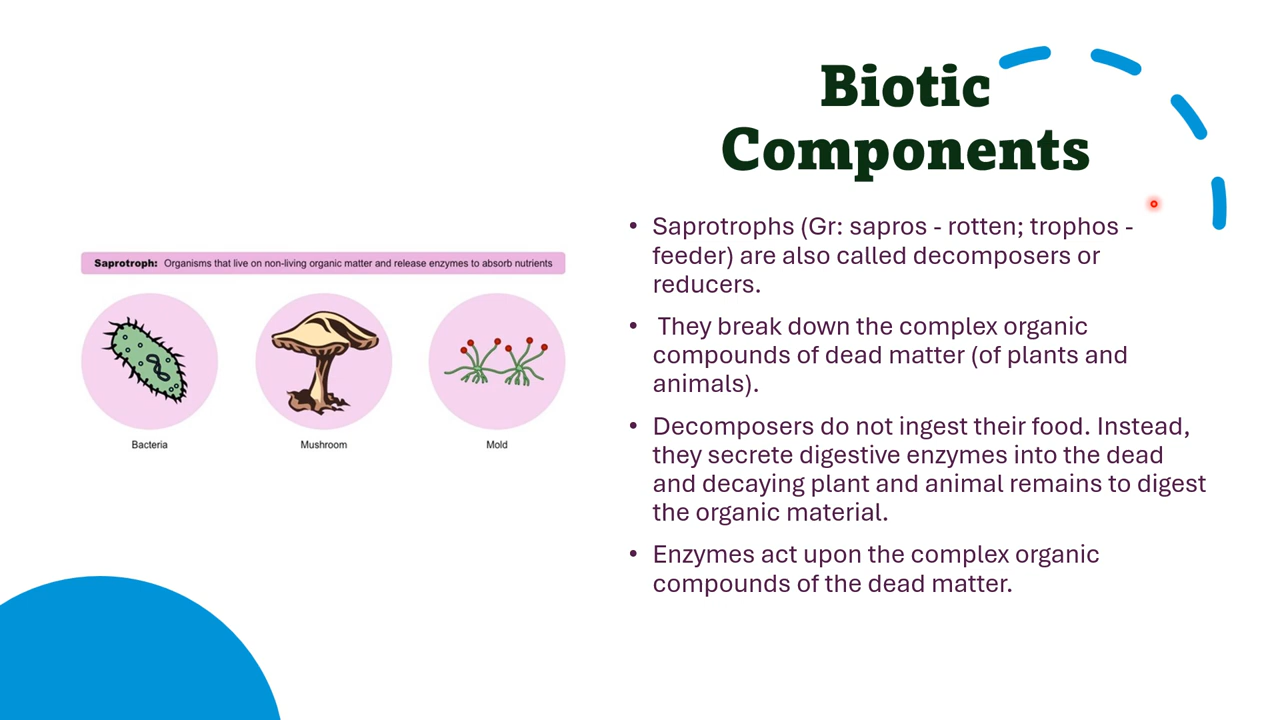 Biotic
Components
Saprotroph: Organisms that live on non-living organic matter and release enzymes to absorb nutrients
Bacteria
Mushroom
Mold
• Saprotrophs (Gr: sapros - rotten; trophos -
feeder) are also called decomposers or
reducers.
• They break down the complex organic
compounds of dead matter (of plants and
animals).
• Decomposers do not ingest their food. Instead,
they secrete digestive enzymes into the dead
and decaying plant and animal remains to digest
the organic material.
• Enzymes act upon the complex organic
compounds of the dead matter.